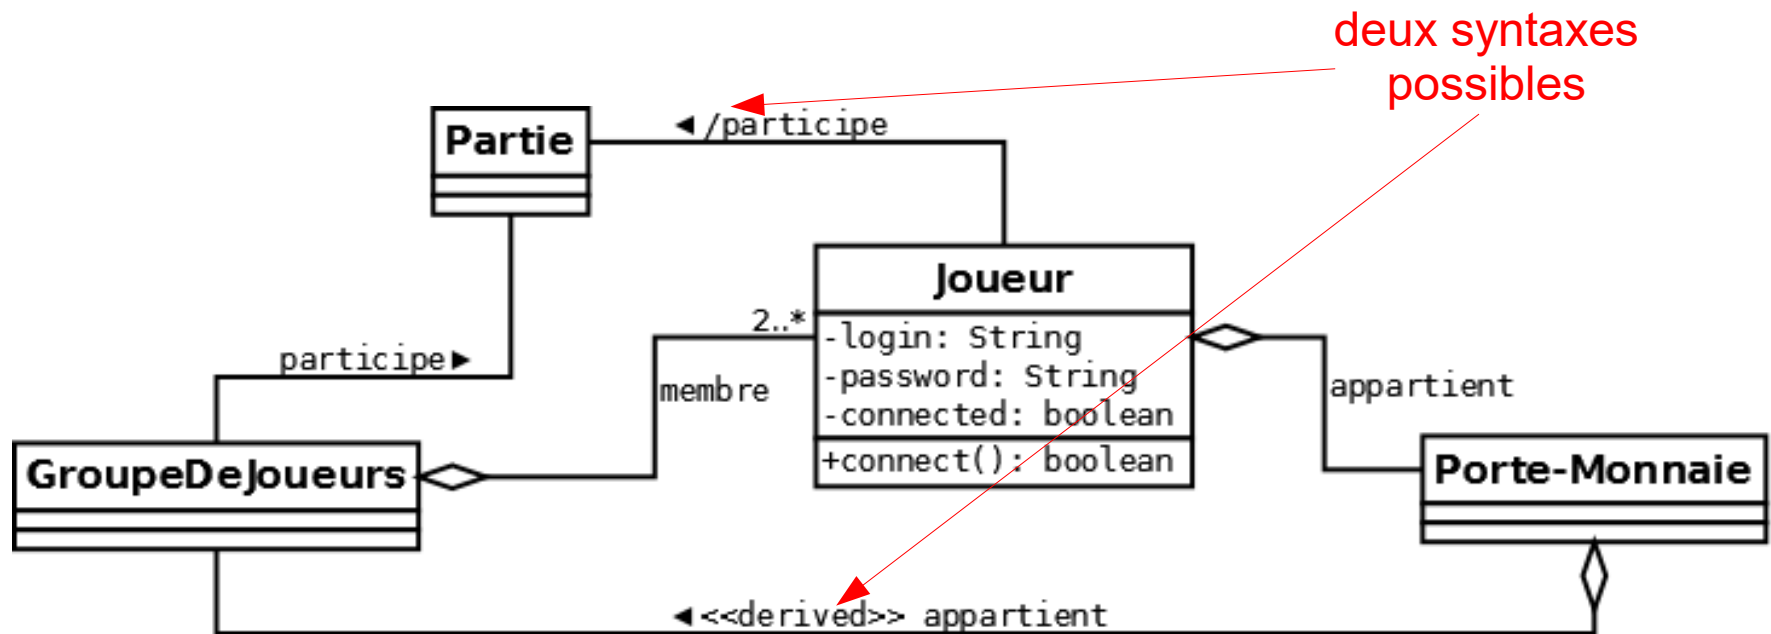 deux syntaxes
possibles
◄ /participe
Partie
Joueur
2..*
-login: String
participe►
-password: String
membre
appartient
-connected: boolean
+connect(): boolean
GroupeDeJoueurs
Porte-Monnaie
◄<<derived>> appartient